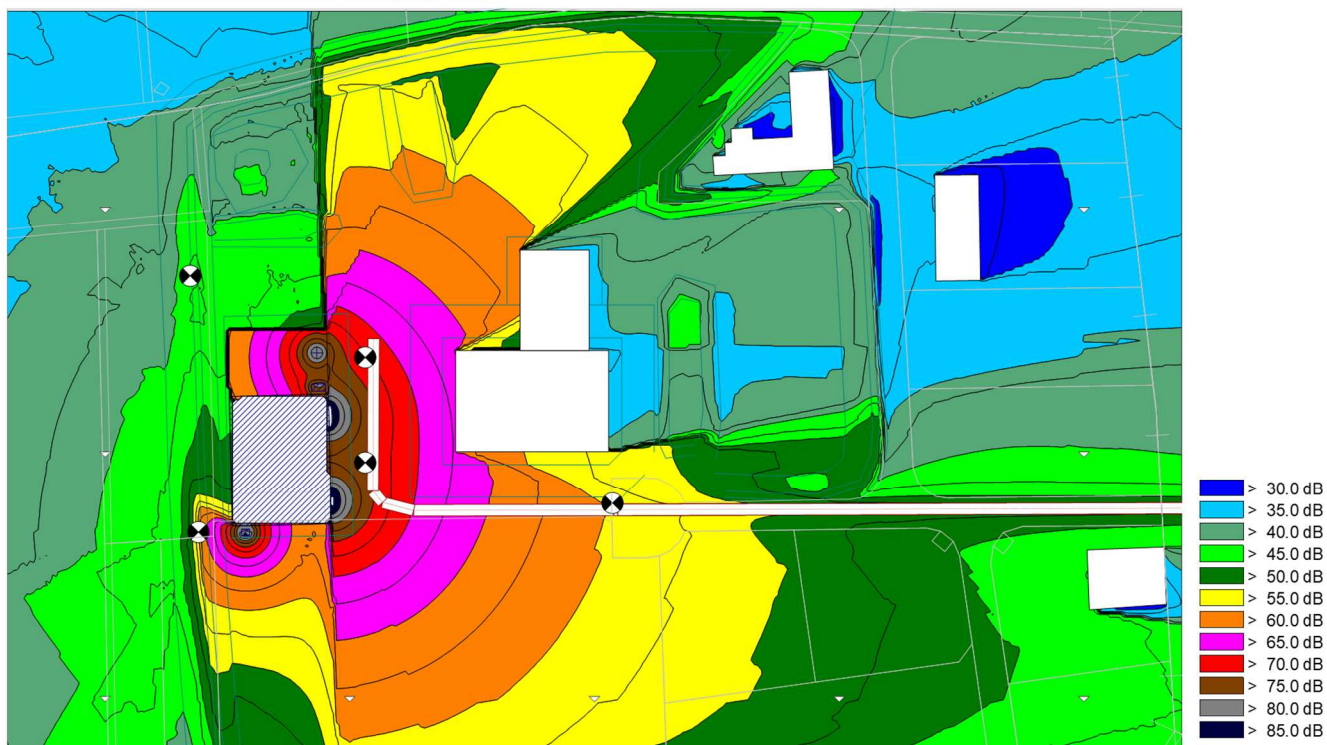 > 30.0 dB
> 35.0 dB
> 40.0 dB
> 45.0 dB
> 50.0 dB
> 55.0 dB
> 60.0 dB
> 65.0 dB
> 70.0 dB
> 75.0 dB
> 80.0 dB
> 85.0 dB